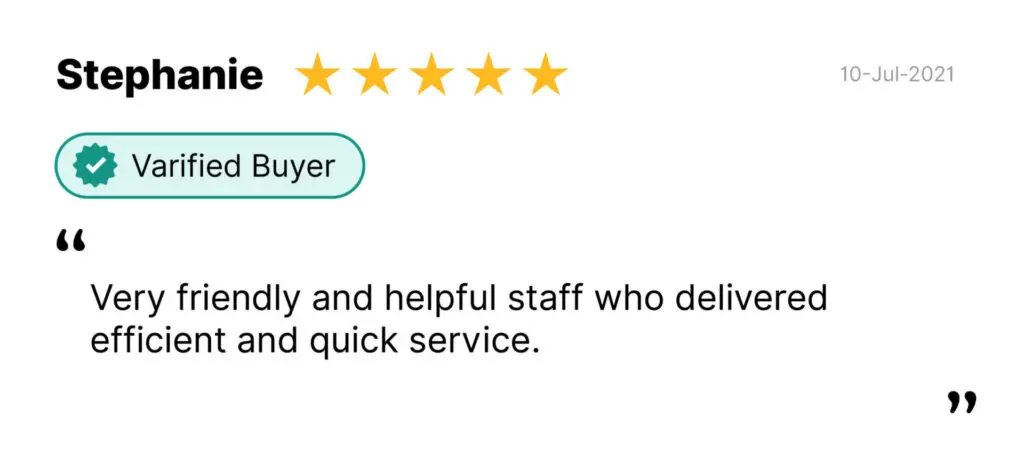 Stephanie 10-Jul-2021
Varified Buyer
“
Very friendly and helpful staff who delivered
efficient and quick service.
”